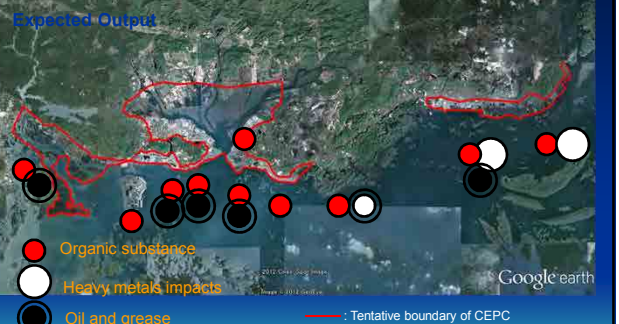 Expected Output
Organic substance
Heavy metals impacts
Oil and grease
Google earth
: Tentative boundary of CEPC